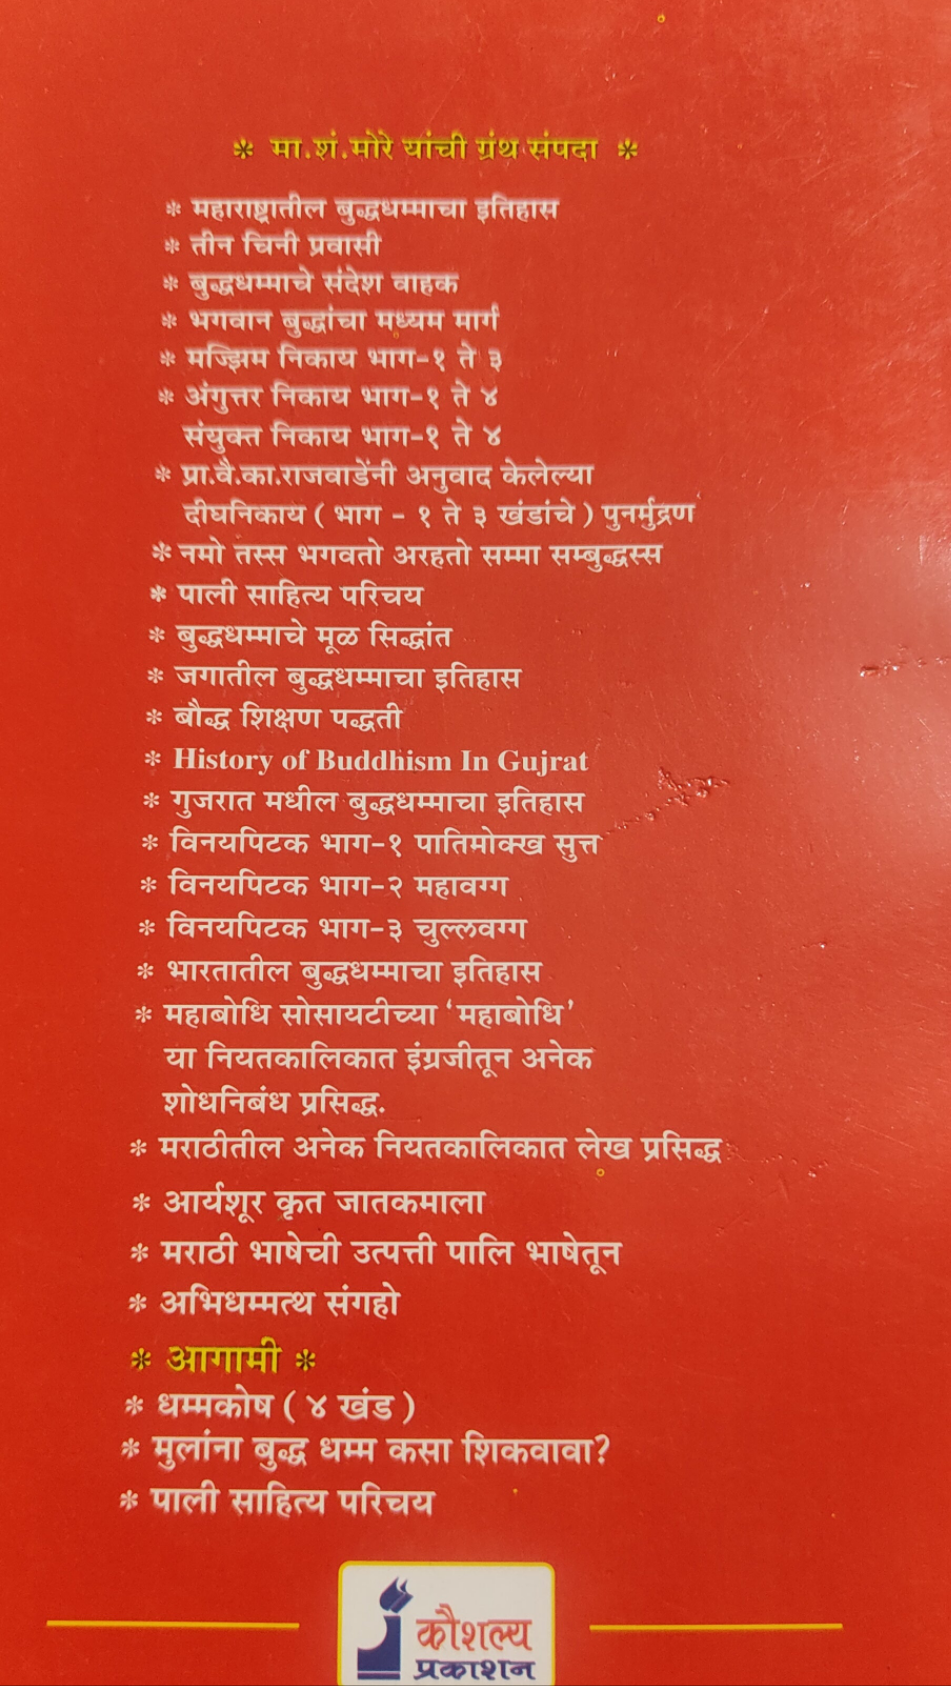 * मा.शं.मोरे यांची ग्रंथ संपदा *
* महाराष्ट्रातील बुद्धधम्माचा इतिहास
* तीन चिनी प्रवासी
* बुद्धधम्माचे संदेश वाहक
* भगवान बुद्धांचा मध्यम मार्ग
* मज्झिम निकाय भाग-१ ते ३
* अंगुत्तर निकाय भाग-१ ते ४
संयुक्त निकाय भाग-१ ते ४
* प्रा.वै.का.राजवाडेंनी अनुवाद केलेल्या
दीघनिकाय ( भाग - १ ते ३ खंडांचे ) पुनर्मुद्रण
* नमो तस्स भगवतो अरहतो सम्मा सम्बुद्धस्स
* पाली साहित्य परिचय
* बुद्धधम्माचे मूळ सिद्धांत
* जगातील बुद्धधम्माचा इतिहास
* बौद्ध शिक्षण पद्धती
* History of Buddhism In Gujrat
* गुजरात मधील बुद्धधम्माचा इतिहास
* विनयपिटक भाग-१ पातिमोक्ख सुत्त
* विनयपिटक भाग-२ महावग्ग
* विनयपिटक भाग-३ चुल्लवग्ग
* भारतातील बुद्धधम्माचा इतिहास
* महाबोधि सोसायटीच्या ‘महाबोधि’
या नियतकालिकात इंग्रजीतून अनेक
शोधनिबंध प्रसिद्ध.
* मराठीतील अनेक नियतकालिकात लेख प्रसिद्ध
* आर्यशूर कृत जातकमाला
* मराठी भाषेची उत्पत्ती पालि भाषेतून
* अभिधम्मत्थ संगहो
* आगामी *
* धम्मकोष ( ४ खंड )
* मुलांना बुद्ध धम्म कसा शिकवावा?
* पाली साहित्य परिचय
कौशल्य
प्रकाशन